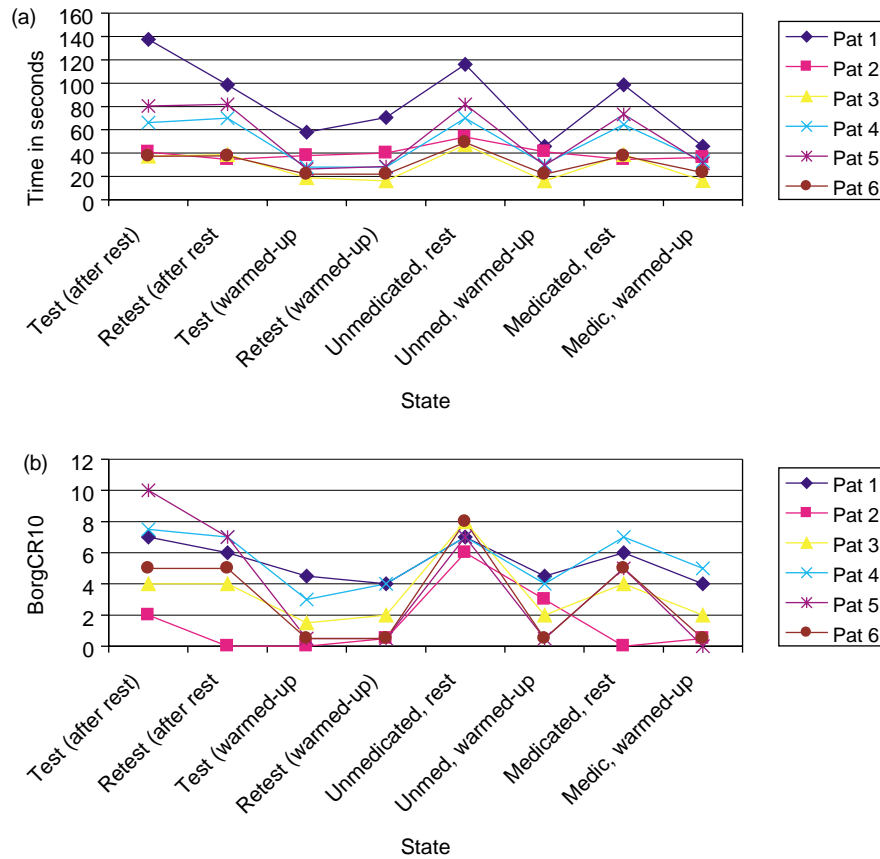 (a)
160
140
120
100
80
60
40
20
0
Time in seconds
Test (after rest)
Retest (after rest
Test (warmed-up)
Retest (warmed-up)
Unmedicated, rest
Unmed, warmed-up
Medicated, rest
Medic, warmed-up
State
Pat 1
Pat 2
Pat 3
Pat 4
Pat 5
Pat 6
(b)
12
10
8
6
4
2
0
BorgCR10
Test (after rest)
Retest (after rest
Test (warmed-up
Retest (warmed-up)
Unmedicated, rest
Unmed, warmed-up
Medicated, rest
Medic, warmed-up
State
Pat 1
Pat 2
Pat 3
Pat 4
Pat 5
Pat 6